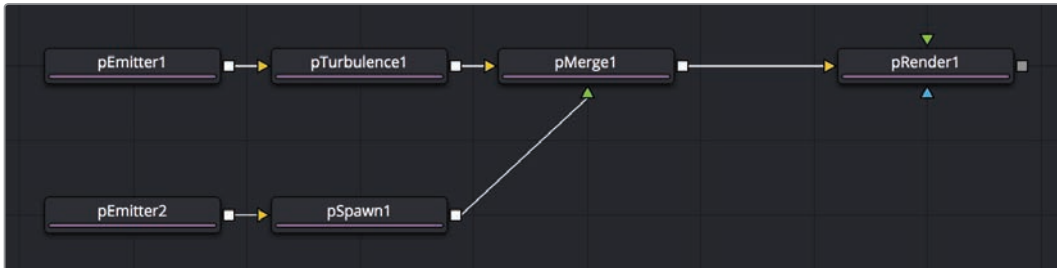 pEmitter1
pTurbulence1
pMerge1
pRender1
pEmitter2
pSpawn1